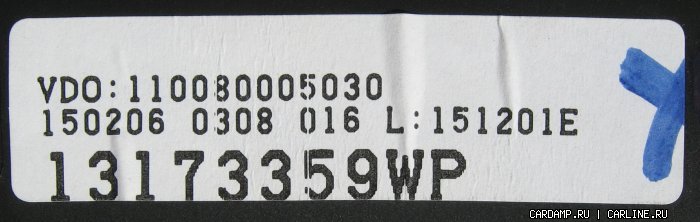 VDO:110080005030
150206 0308 016 L:151201E
13173359WP
CARDAMP.RU | CARLINE.RU